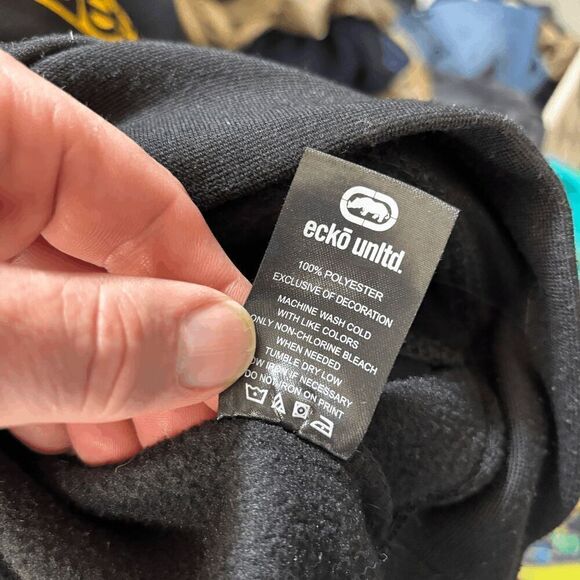 eckō unltd.
100% POLYESTER
EXCLUSIVE OF DECORATION
MACHINE WASH COLD
WITH LIKE COLORS
ONLY NON-CHLORINE BLEACH
WHEN NEEDED
TUMBLE DRY LOW
LOW IRON IF NECESSARY
DO NOT IRON ON PRINT